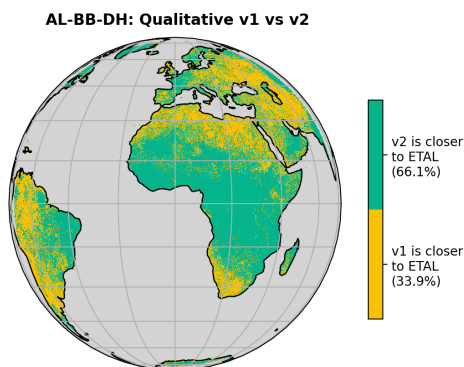 AL-BB-DH: Qualitative v1 vs v2
v2 is closer
to ETAL
(66.1%)
v1 is closer
to ETAL
(33.9%)